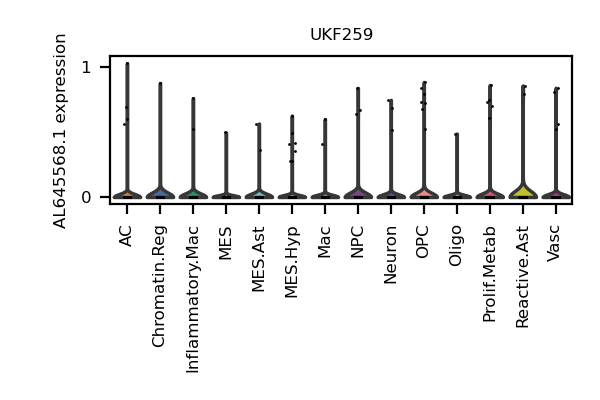 UKF259
AL645568.1 expression
1
0
AC
Chromatin.Reg
Inflammatory.Mac
MES
MES.Ast
MES.Hyp
Mac
NPC
Neuron
OPC
Oligo
Prolif.Metab
Reactive.Ast
Vasc